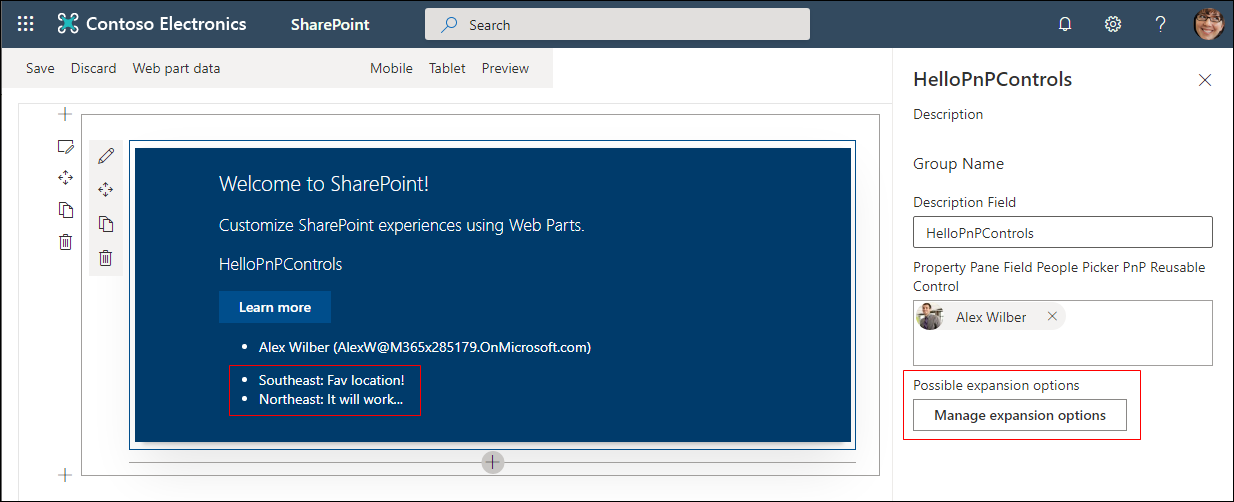 Contoso Electronics SharePoint Search
Save Discard Web part data Mobile Tablet Preview
Welcome to SharePoint!
Customize SharePoint experiences using Web Parts.
HelloPnPControls
Learn more
• Alex Wilber (AlexW@M365x285179.OnMicrosoft.com)
• Southeast: Fav location!
• Northeast: It will work...
HelloPnPControls
Description
Group Name
Description Field
HelloPnPControls
Property Pane Field People Picker PnP Reusable
Control
Alex Wilber
Possible expansion options
Manage expansion options